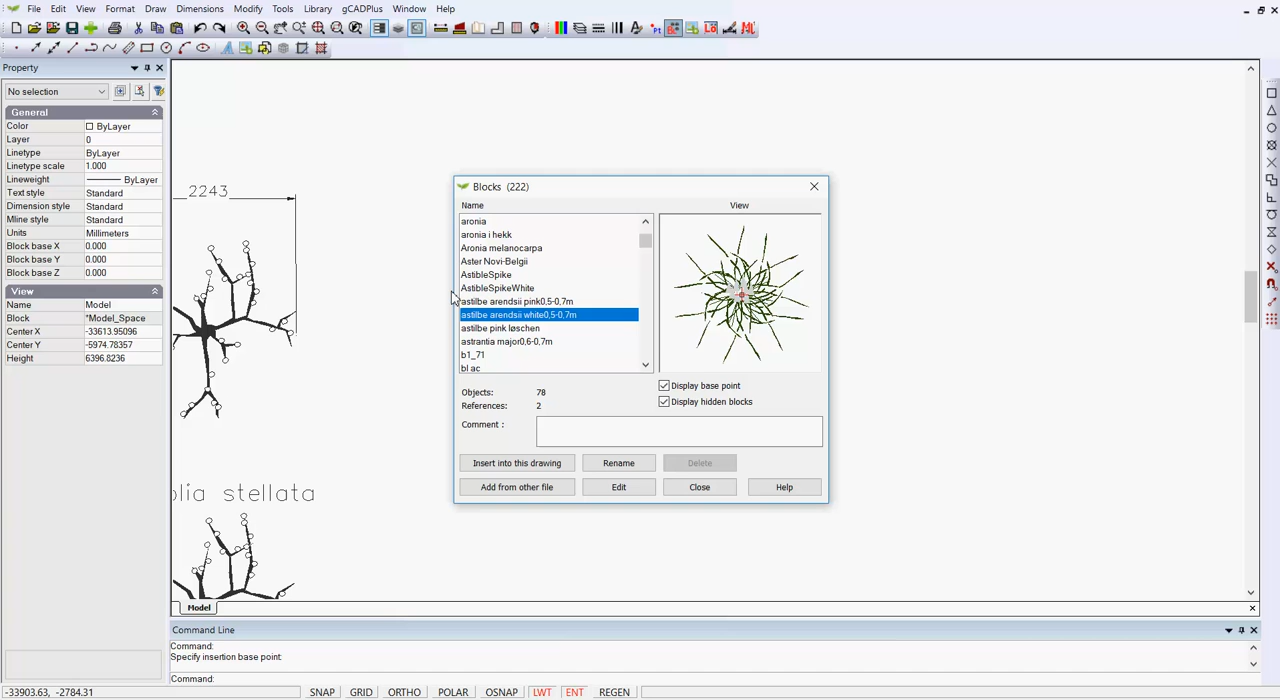 File Edit View Format Draw Dimensions Modify Tools Library gCADPlus Window Help
Property
No selection
General
Color ByLayer
Layer 0
Linetype ByLayer
Linetype scale 1.000
Lineweight ByLayer
Text style Standard
Dimension style Standard
Mline style Standard
Units Millimeters
Block base X 0.000
Block base Y 0.000
Block base Z 0.000
View
Name Model
Block *Model_Space
Center X -33613.95096
Center Y -5974.78357
Height 6396.8236
2243
olia stellata
Blocks (222)
Name View
aronia
aronia i hekk
Aronia melanocarpa
Aster Novi-Belgii
AstibleSpike
AstibleSpikeWhite
astilbe arendsii pink0,5-0,7m
astilbe arendsii white0,5-0,7m
astilbe pink løschen
astrantia major0,6-0,7m
b1_71
bl ac
Objects: 78
References: 2
Comment :
Display base point
Display hidden blocks
Insert into this drawing Rename Delete
Add from other file Edit Close Help
Model
Command Line
Command:
Specify insertion base point:
Command:
-33903.63, -2784.31 SNAP GRID ORTHO POLAR OSNAP LWT ENT REGEN